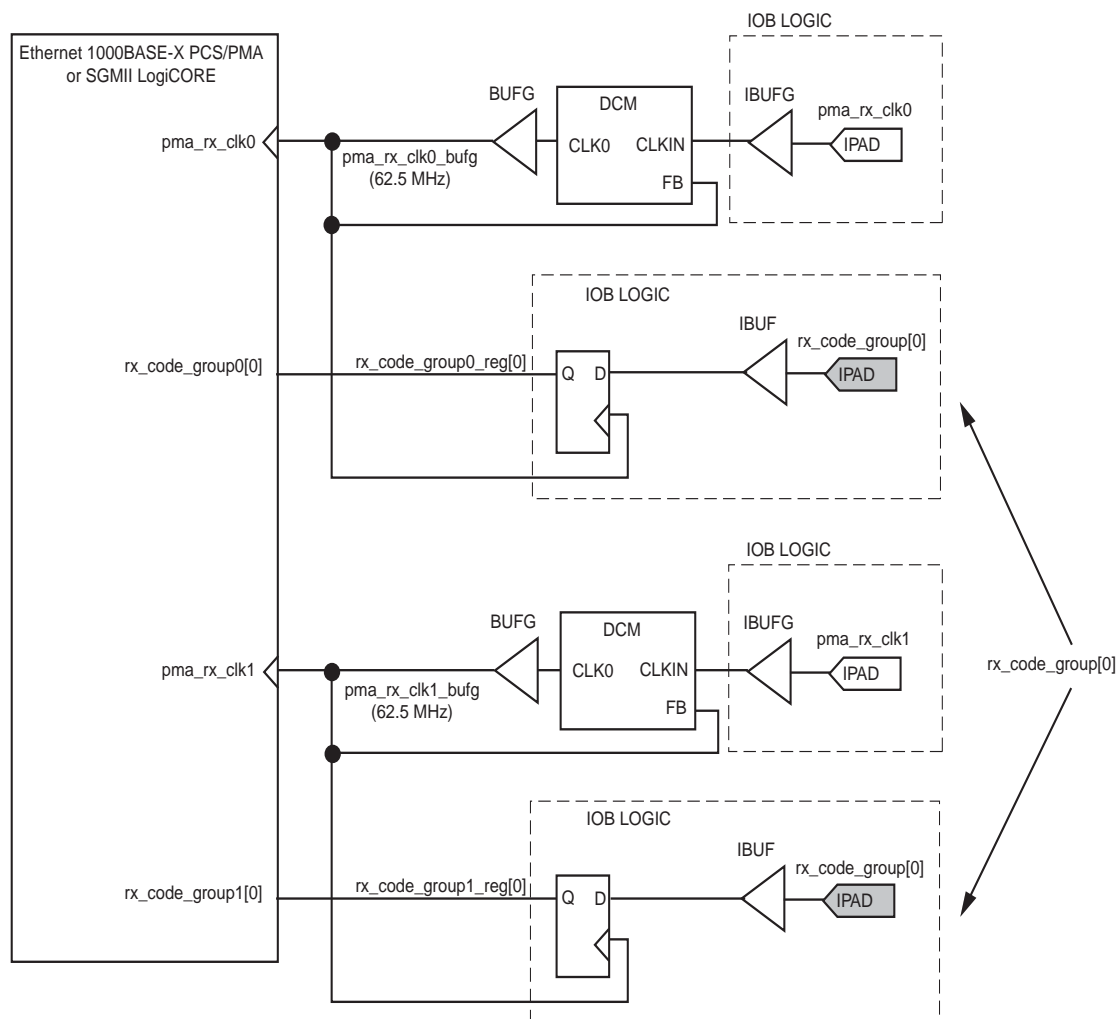 IOB LOGIC
Ethernet 1000BASE-X PCS/PMA
or SGMII LogiCORE
BUFG
DCM
IBUFG
pma_rx_clk0
pma_rx_clk0
CLK0
CLKIN
IPAD
pma_rx_clk0_bufg
(62.5 MHz)
FB
IOB LOGIC
IBUF
rx_code_group[0]
rx_code_group0[0]
rx_code_group0_reg[0]
Q
D
IPAD
IOB LOGIC
BUFG
DCM
IBUFG
pma_rx_clk1
pma_rx_clk1
CLK0
CLKIN
IPAD
rx_code_group[0]
pma_rx_clk1_bufg
(62.5 MHz)
FB
IOB LOGIC
IBUF
rx_code_group[0]
rx_code_group1[0]
rx_code_group1_reg[0]
Q
D
IPAD